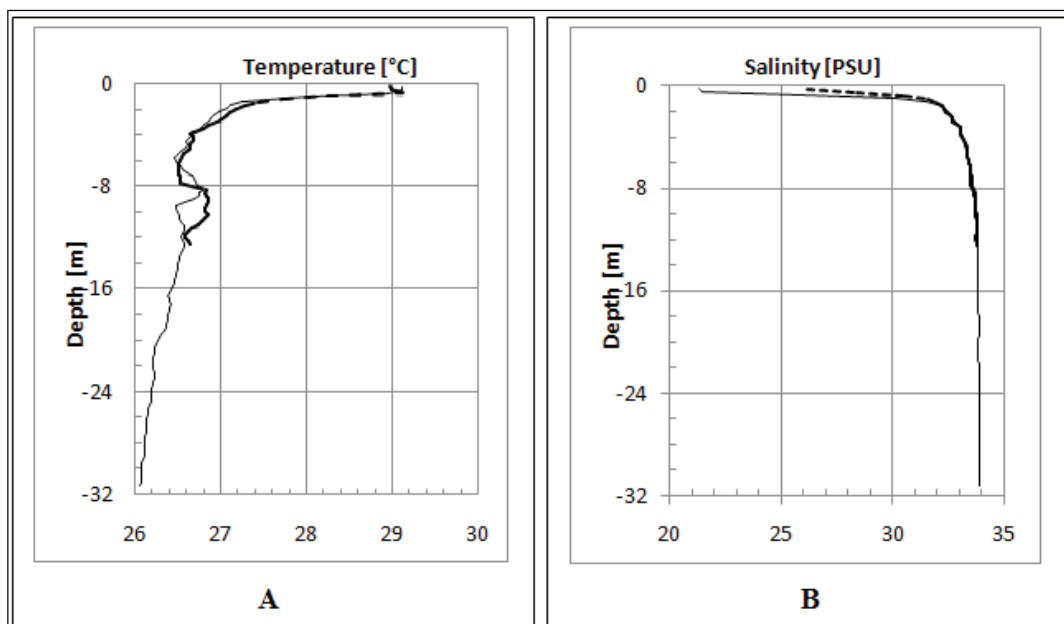 Temperature [°C]
0
-8
-16
-24
-32
Depth [m]
26 27 28 29 30
A
Salinity [PSU]
0
-8
-16
-24
-32
Depth [m]
20 25 30 35
B